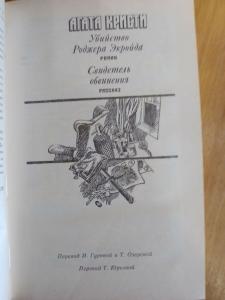 АГАТА КРИСТИ
Убийство
Роджера Экройда
РОМАН
Свидетель
обвинения
РАССКАЗ
Перевод И. Гуровой и Т. Озерской
Перевод Т.